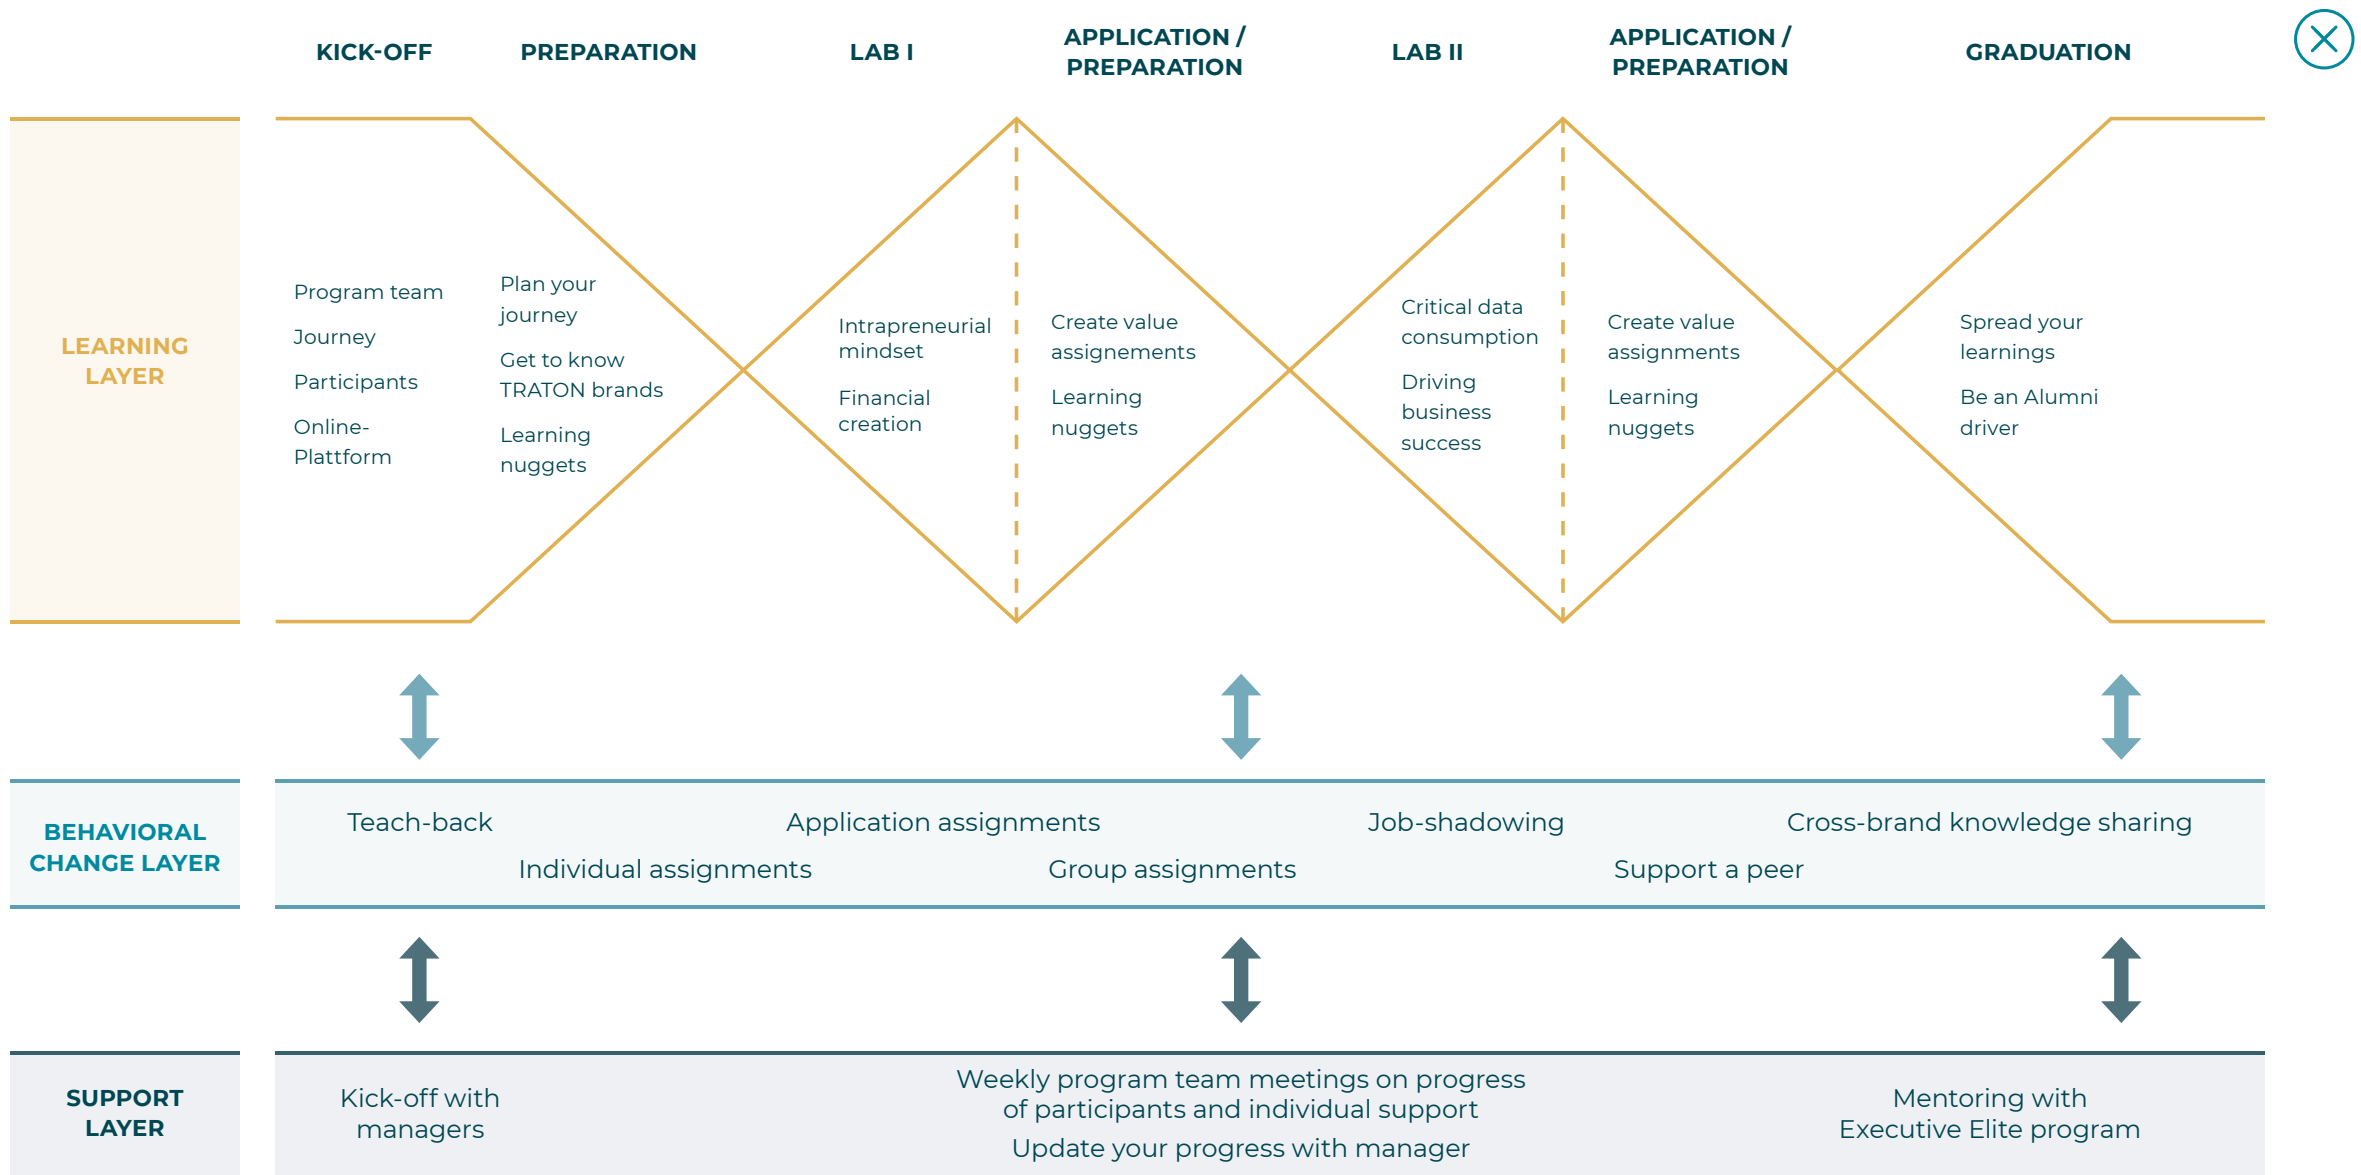 KICK-OFF
PREPARATION
LAB I
APPLICATION /
PREPARATION
LAB II
APPLICATION /
PREPARATION
GRADUATION
LEARNING
LAYER
Program team
Journey
Participants
Online-
Plattform
Plan your
journey
Get to know
TRATON brands
Learning
nuggets
Intrapreneurial
mindset
Financial
creation
Create value
assignements
Learning
nuggets
Critical data
consumption
Driving
business
success
Create value
assignments
Learning
nuggets
Spread your
learnings
Be an Alumni
driver
BEHAVIORAL
CHANGE LAYER
Teach-back
Individual assignments
Application assignments
Group assignments
Job-shadowing
Support a peer
Cross-brand knowledge sharing
SUPPORT
LAYER
Kick-off with
managers
Weekly program team meetings on progress
of participants and individual support
Update your progress with manager
Mentoring with
Executive Elite program